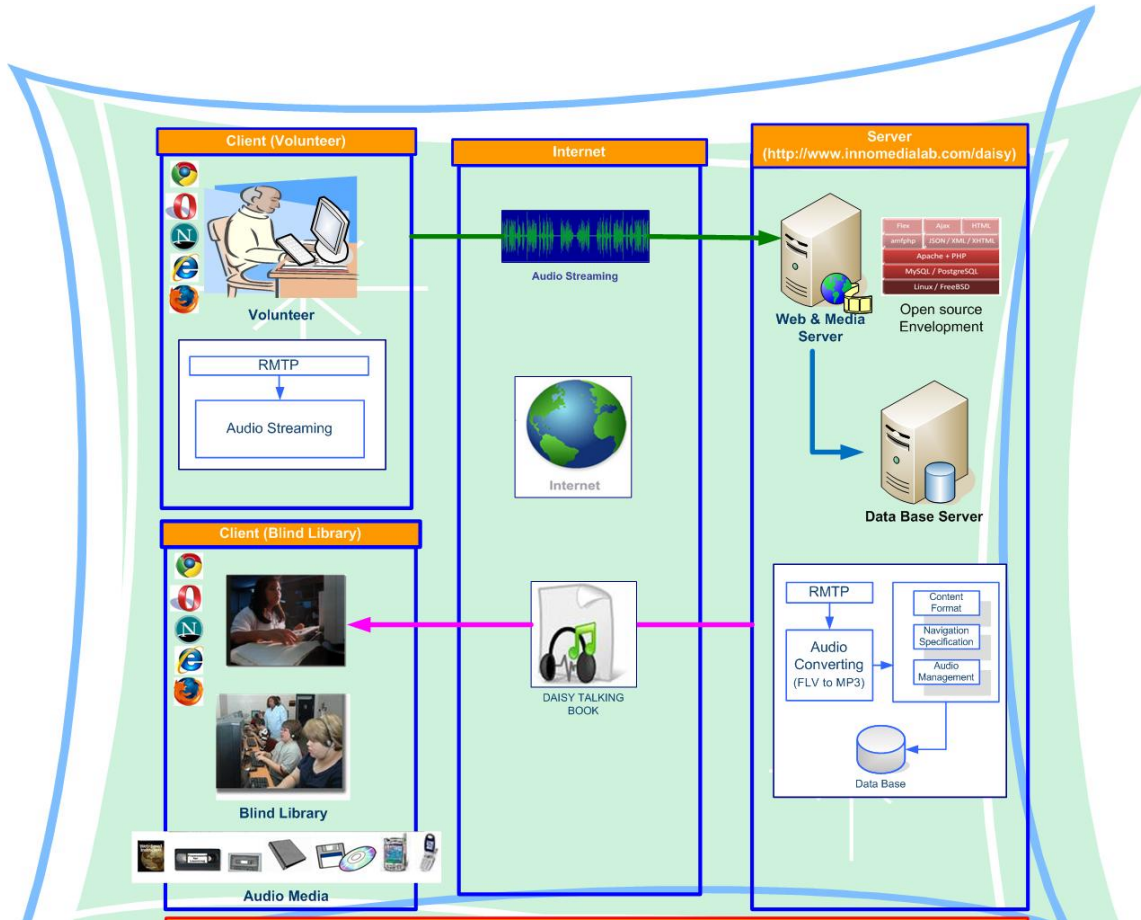 Client (Volunteer)
Volunteer
RMTP
Audio Streaming
Client (Blind Library)
Blind Library
Audio Media
Internet
Audio Streaming
Internet
DAISY TALKING
BOOK
Server
(http://www.innomedialab.com/daisy)
Flex
Ajax
HTML
amfphp
JSON / XML / XHTML
Apache + PHP
MySQL / PostgreSQL
Linux / FreeBSD
Open source
Envelopment
Web & Media
Server
Data Base Server
RMTP
Audio
Converting
(FLV to MP3)
Content
Format
Navigation
Specification
Audio
Management
Data Base